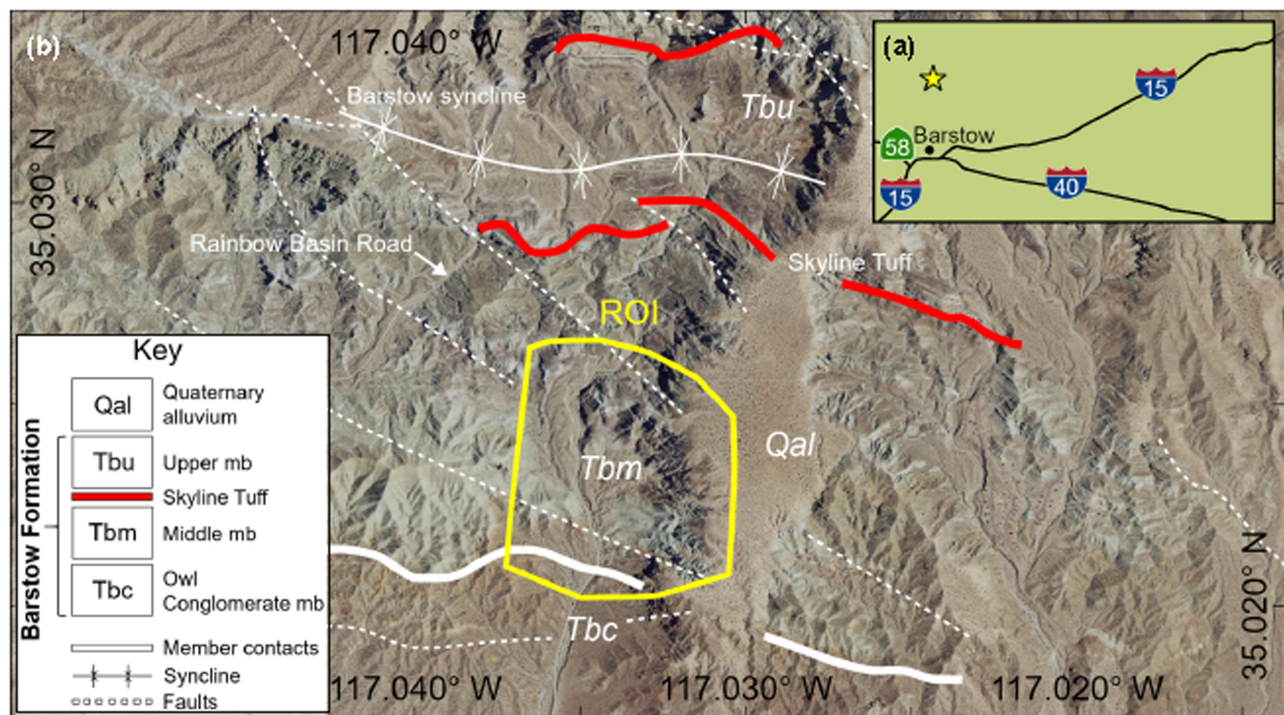 (b)
117.040° W
Barstow syncline
Tbu
35.030° N
Rainbow Basin Road
Skyline Tuff
ROI
Tbm
Qal
Tbc
35.020° N
117.040° W
117.030° W
117.020° W
(a)
15
58
Barstow
15
40
Key
Barstow Formation
Qal
Quaternary
alluvium
Tbu
Upper mb
Skyline Tuff
Tbm
Middle mb
Tbc
Owl
Conglomerate mb
Member contacts
Syncline
Faults